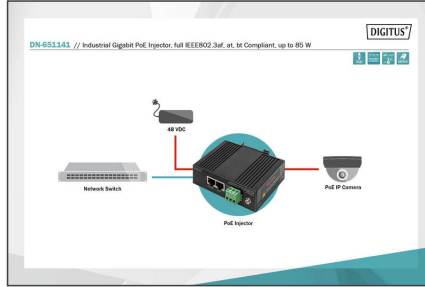 DIGITUS®
DN-651141 // Industrial Gigabit PoE Injector, full IEEE802.3af, at, bt Compliant, up to 85 W
48 VDC
Network Switch
PoE IP Camera
PoE Injector